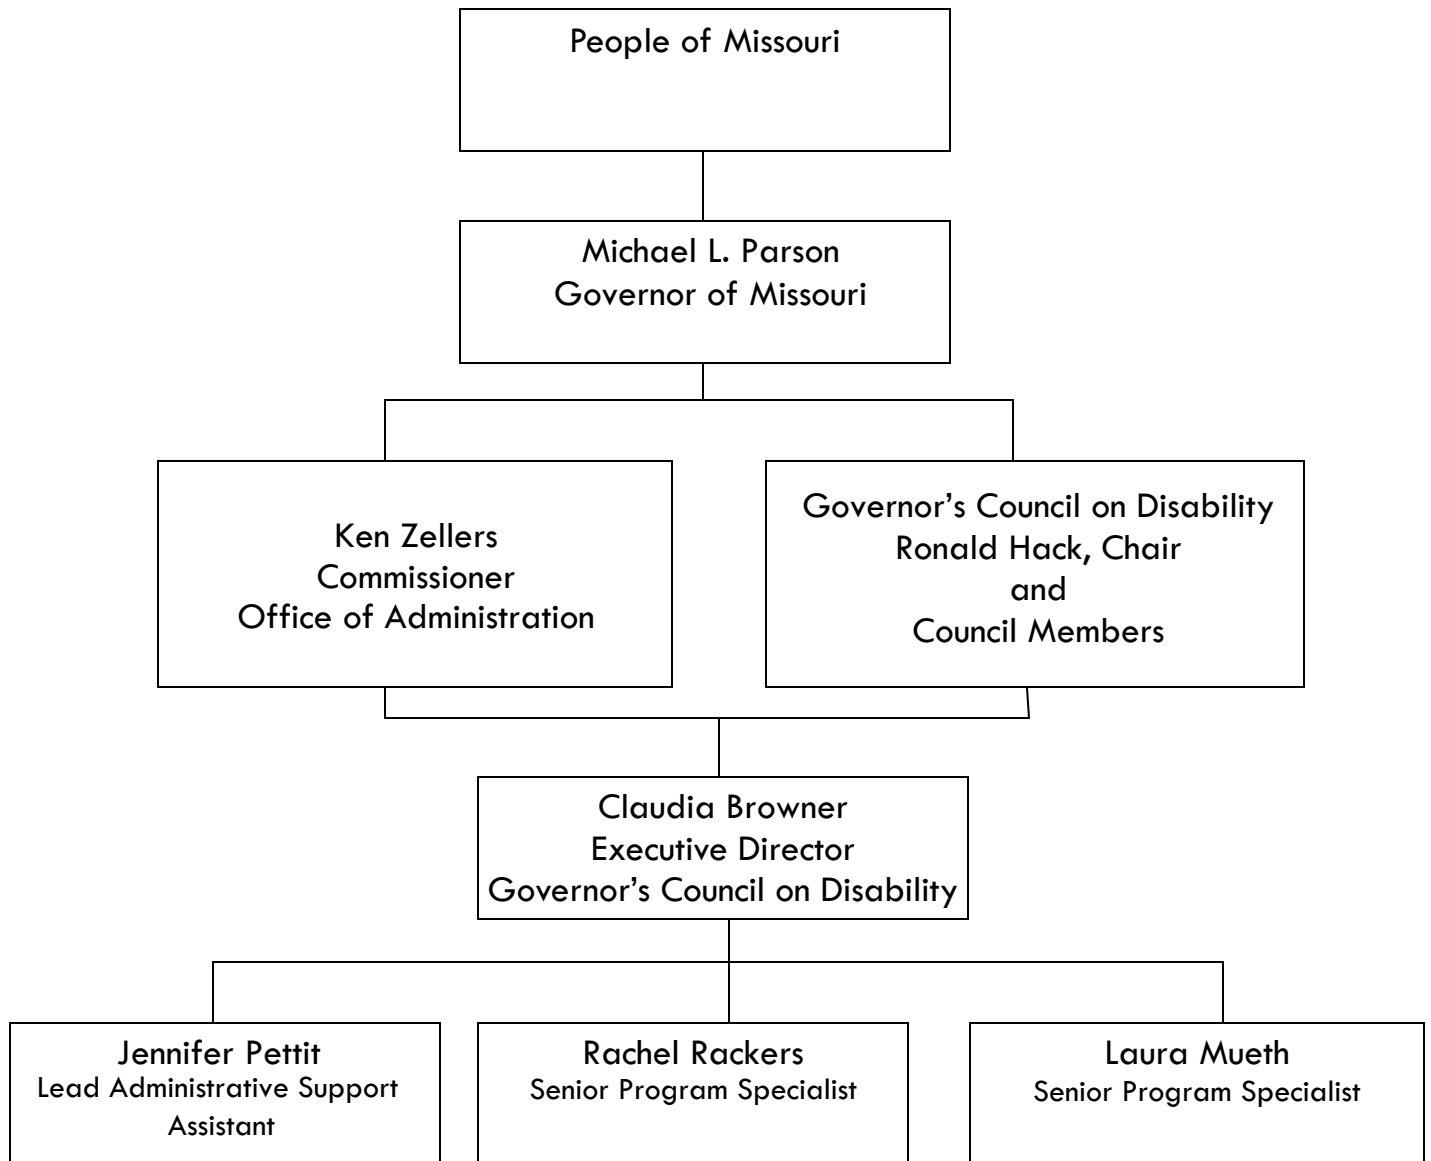 People of Missouri
Michael L. Parson
Governor of Missouri
Ken Zellers
Commissioner
Office of Administration
Governor’s Council on Disability
Ronald Hack, Chair
and
Council Members
Claudia Browner
Executive Director
Governor’s Council on Disability
Jennifer Pettit
Lead Administrative Support
Assistant
Rachel Rackers
Senior Program Specialist
Laura Mueth
Senior Program Specialist